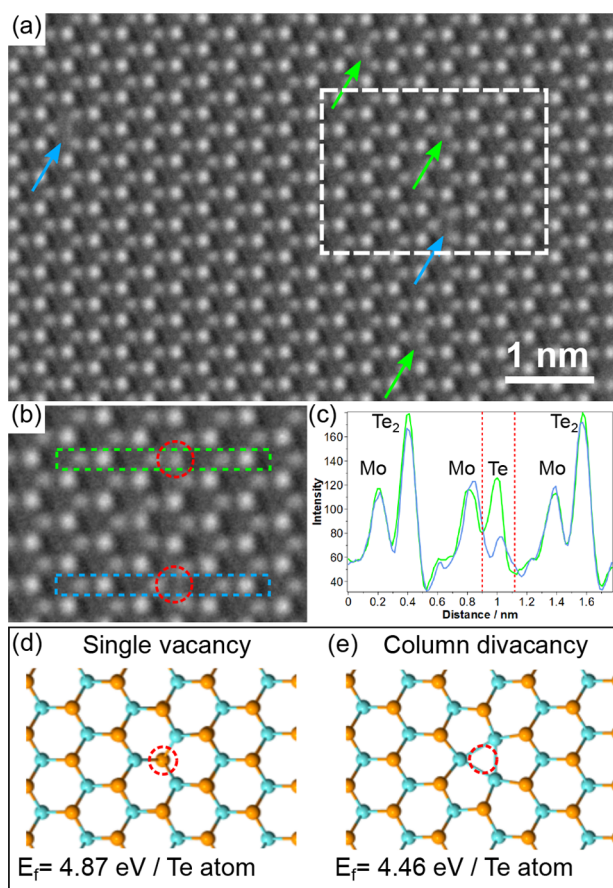 (a)
1 nm
(b)
(c)
Te₂
Te₂
Mo
Mo
Te
Mo
160
140
120
100
80
60
40
Intensity
0
0.2
0.4
0.6
0.8
1
1.2
1.4
1.6
Distance / nm
(d)
Single vacancy
(e)
Column divacancy
E_f= 4.87 eV / Te atom
E_f= 4.46 eV / Te atom